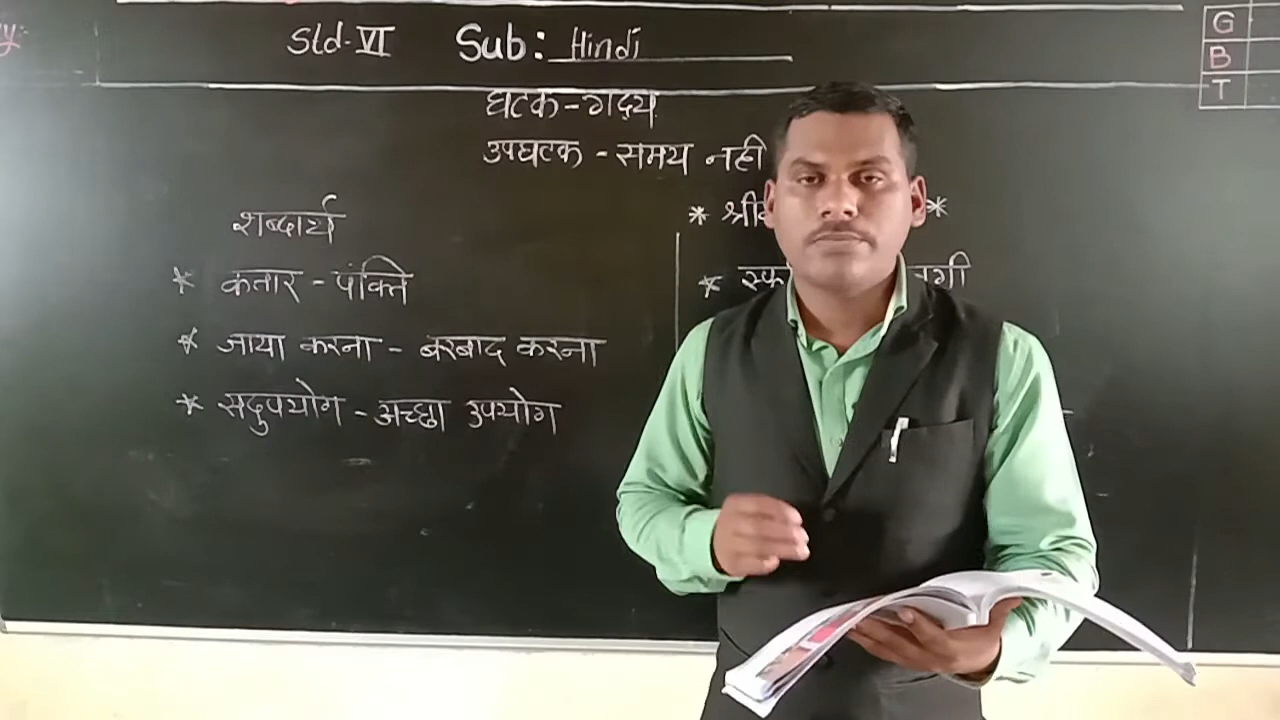 Std-VI Sub: Hindi
G
B
T
घटक-गद्य
उपघटक - समय नही
शब्दार्थ
* कतार - पंक्ति
* जाया करना - बरबाद करना
* सदुपयोग - अच्छा उपयोग
*
*
*